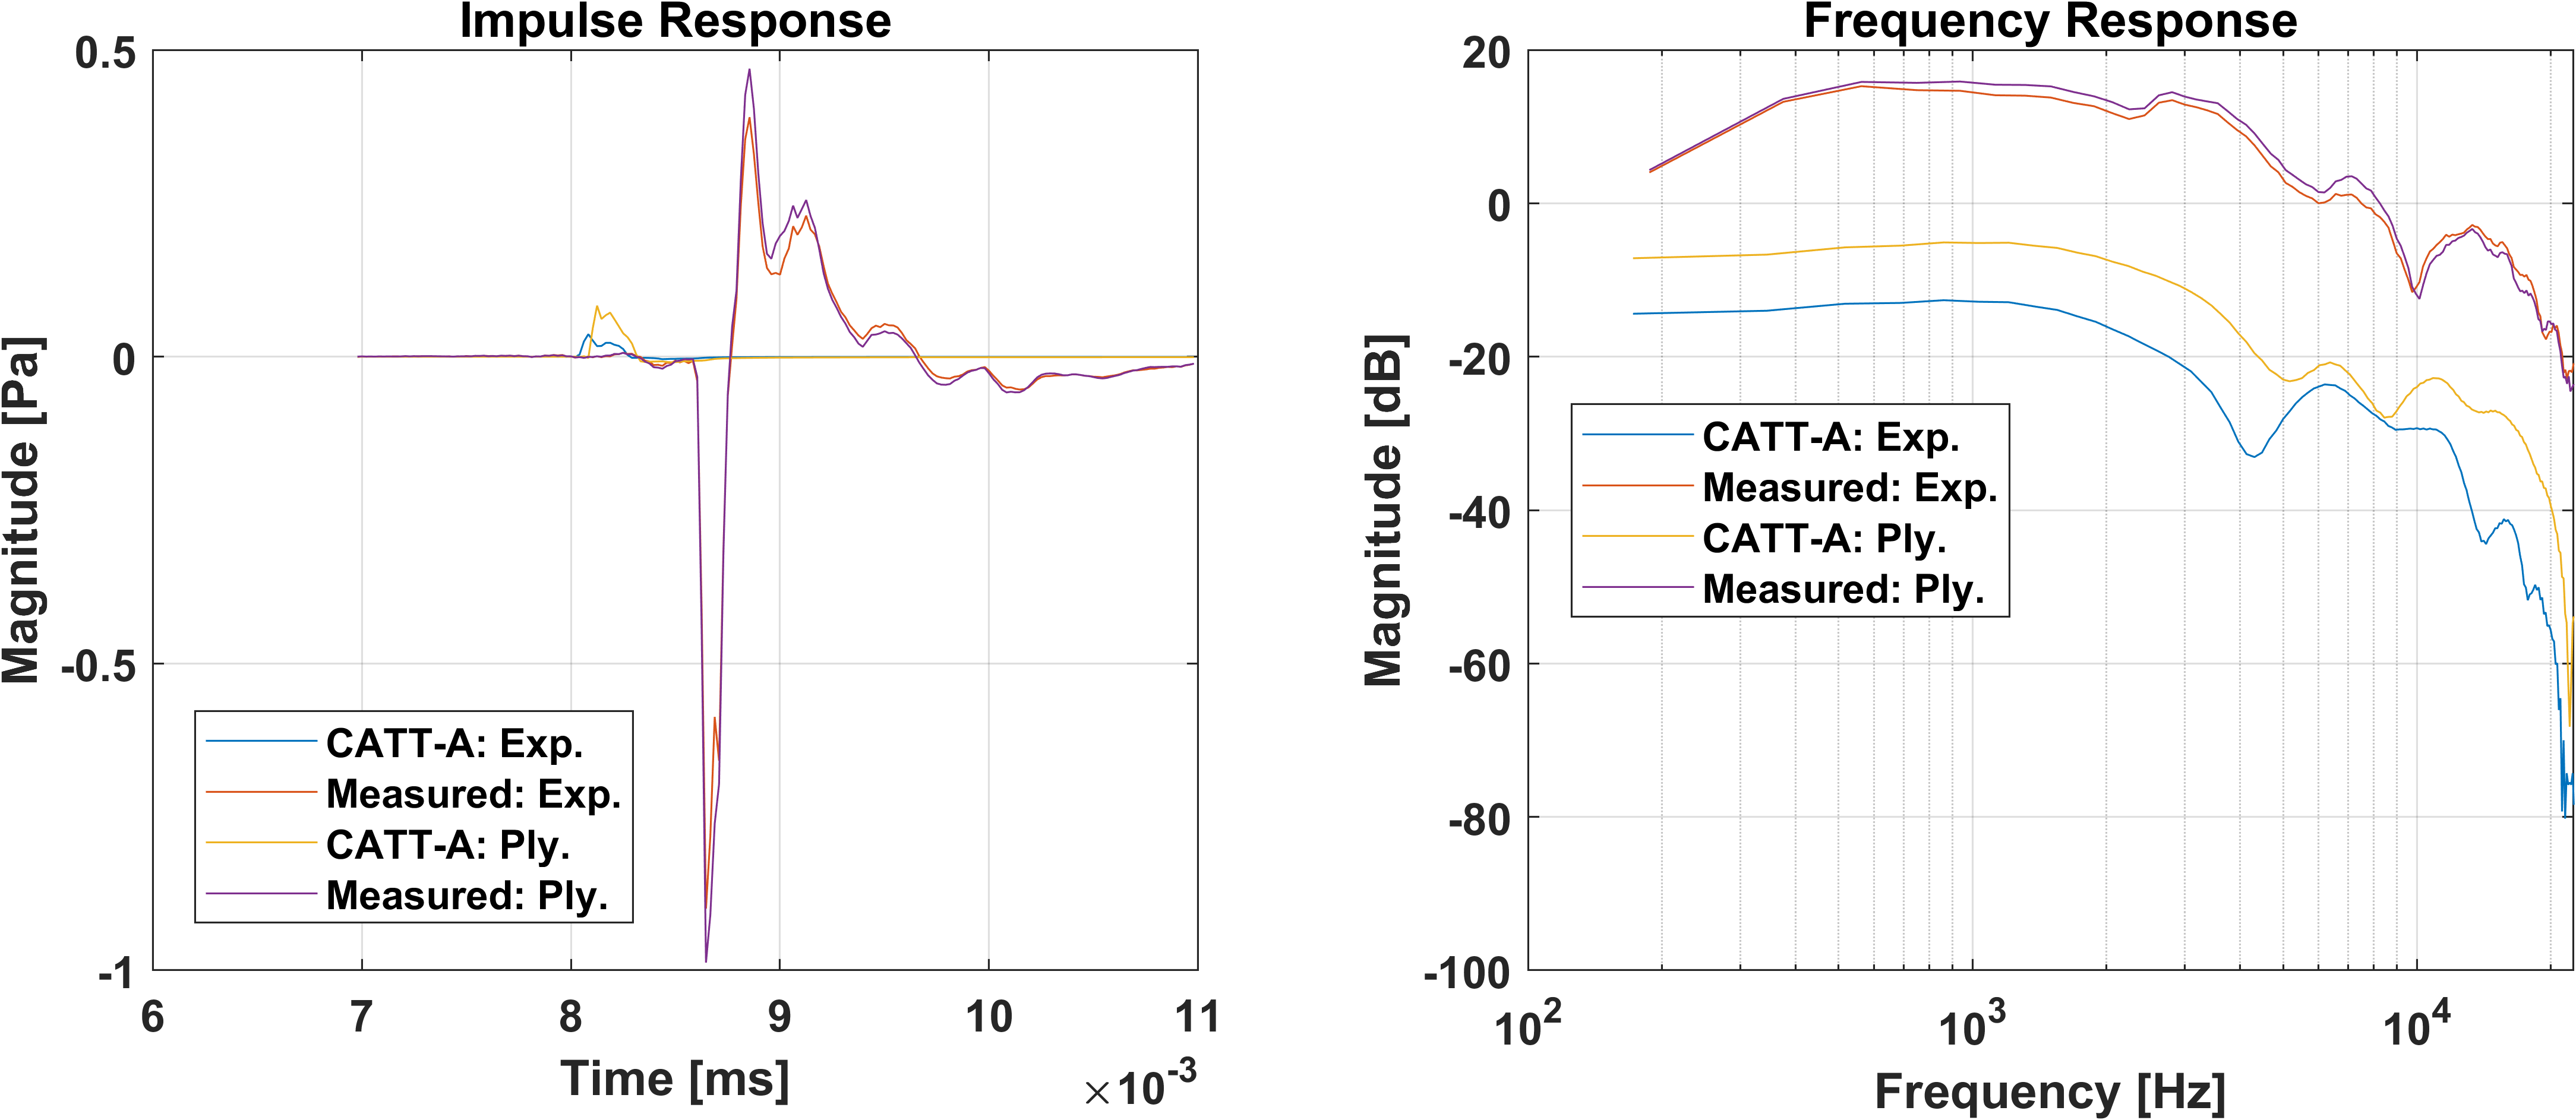 Impulse Response
0.5
0
-0.5
-1
Magnitude [Pa]
CATT-A: Exp.
Measured: Exp.
CATT-A: Ply.
Measured: Ply.
6 7 8 9 10 11
Time [ms]
×10⁻³
Frequency Response
20
0
-20
-40
-60
-80
-100
Magnitude [dB]
CATT-A: Exp.
Measured: Exp.
CATT-A: Ply.
Measured: Ply.
10² 10³ 10⁴
Frequency [Hz]